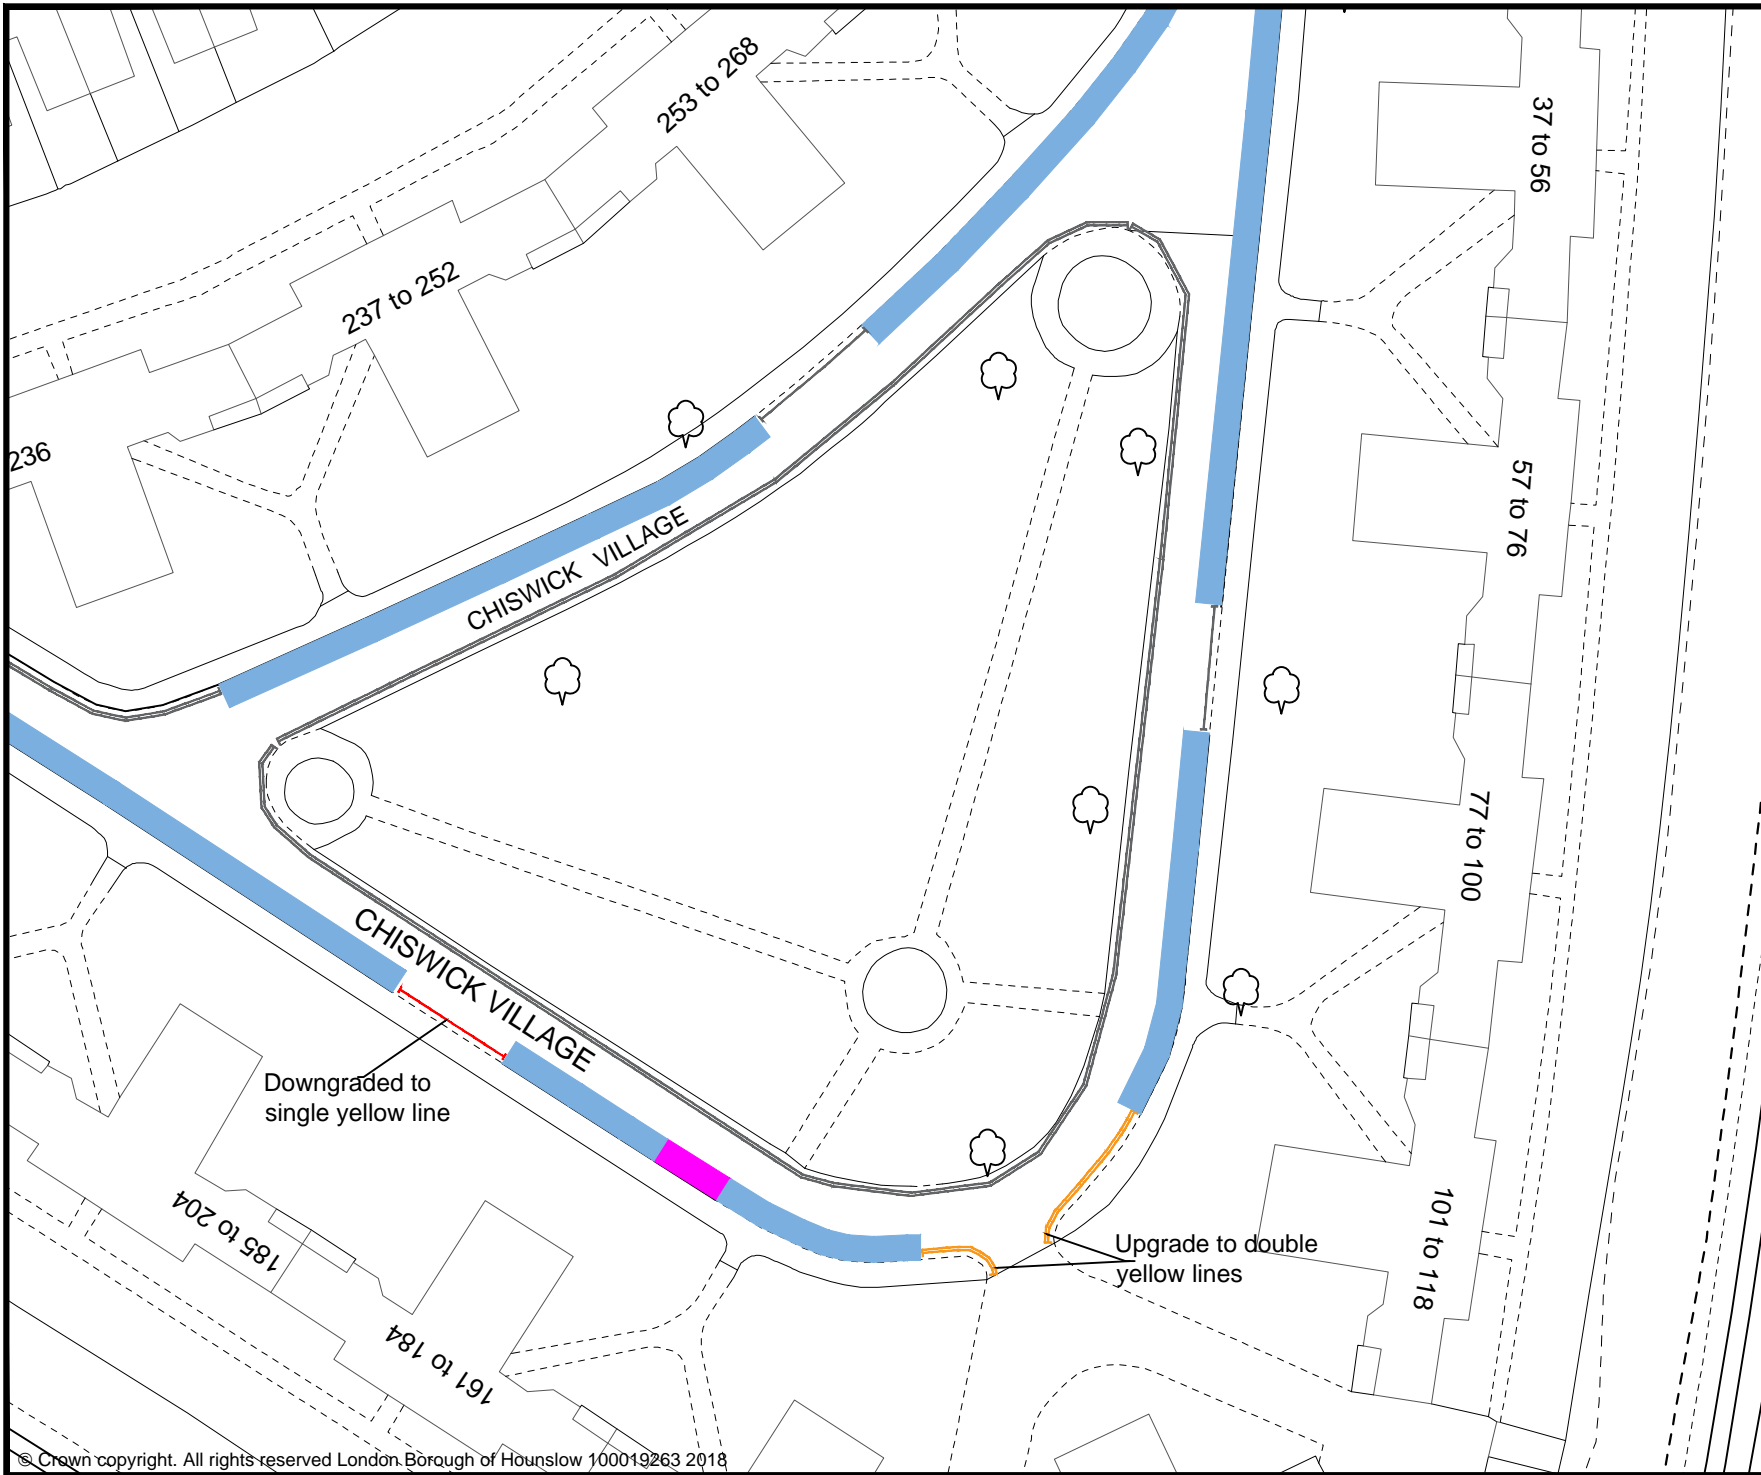 253 to 268
37 to 56
237 to 252
236
57 to 76
CHISWICK VILLAGE
77 to 100
CHISWICK VILLAGE
Downgraded to
single yellow line
185 to 204
101 to 118
Upgrade to double
yellow lines
161 to 184
© Crown copyright. All rights reserved London Borough of Hounslow 100019263 2018